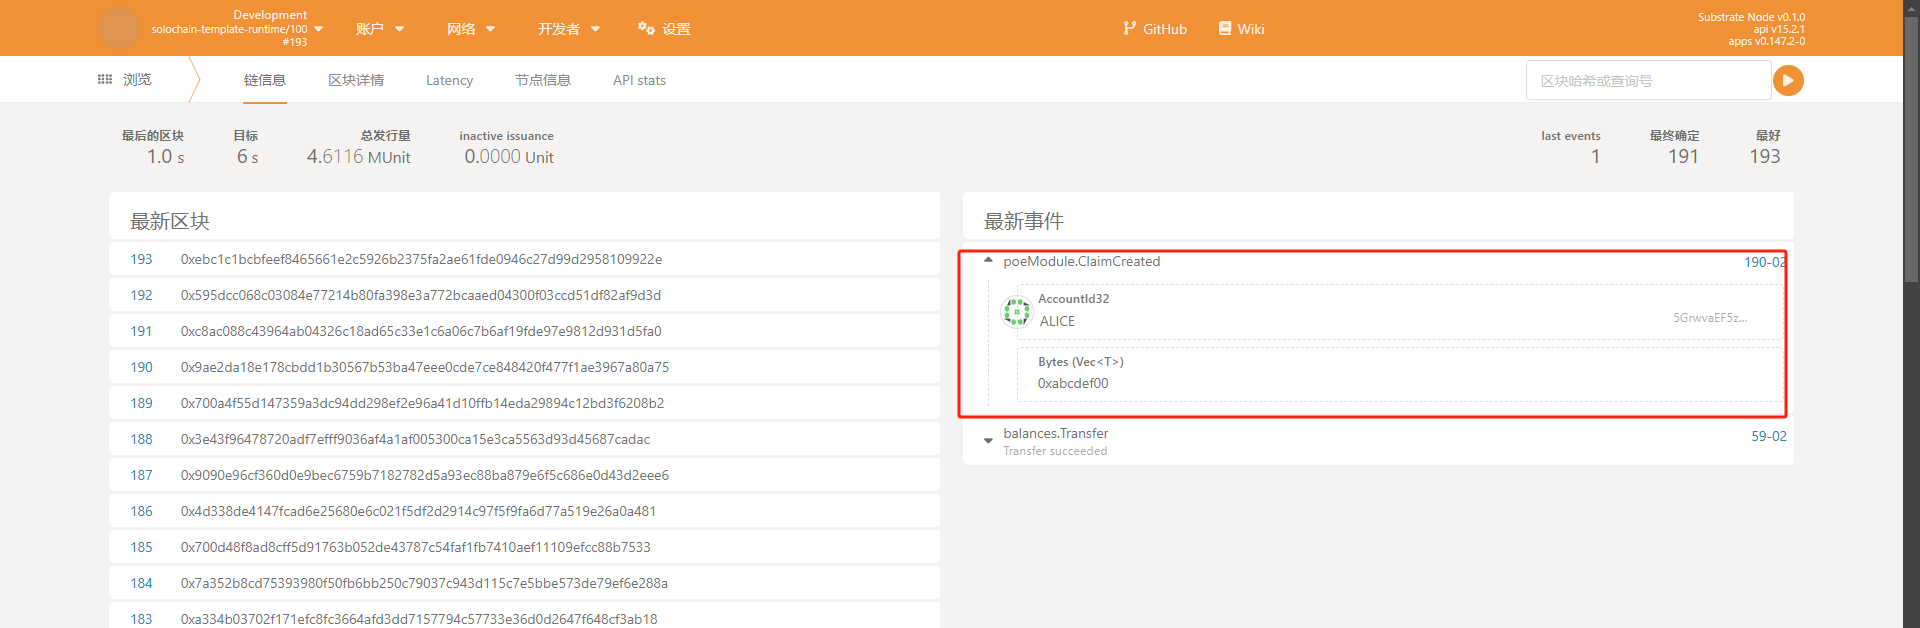 Development
solochain-template-runtime/100
#193
账户
网络
开发者
设置
GitHub
Wiki
Substrate Node v0.1.0
api v15.2.1
apps v0.147.2-0
浏览
链信息
区块详情
Latency
节点信息
API stats
区块哈希或查询号
最后的区块
1.0 s
目标
6 s
总发行量
4.6116 MUnit
inactive issuance
0.0000 Unit
last events
1
最终确定
191
最好
193
最新区块
193 0xebc1c1bcbfeef8465661e2c5926b2375fa2ae61fde0946c27d99d2958109922e
192 0x595dcc068c03084e77214b80fa398e3a772bcaaed04300f03ccd51df82af9d3d
191 0xc8ac088c43964ab04326c18ad65c33e1c6a06c7b6af19fde97e9812d931d5fa0
190 0x9ae2da18e178cbdd1b30567b53ba47eee0cde7ce848420f477f1ae3967a80a75
189 0x700a4f55d147359a3dc94dd298ef2e96a41d10ffb14eda29894c12bd3f6208b2
188 0x3e43f96478720adf7efff9036af4a1af005300ca15e3ca5563d93d45687cadac
187 0x9090e96cf360d0e9bec6759b7182782d5a93ec88ba879e6f5c686e0d43d2eee6
186 0x4d338de4147fcad6e25680e6c021f5df2d2914c97f5f9fa6d77a519e26a0a481
185 0x700d48f8ad8cff5d91763b052de43787c54faf1fb7410aef11109efcc88b7533
184 0x7a352b8cd75393980f50fb6bb250c79037c943d115c7e5bbe573de79ef6e288a
183 0xa334b03702f171efc8fc3664afd3dd7157794c57733e36d0d2647f648cf3ab18
最新事件
poeModule.ClaimCreated
190-02
AccountId32
ALICE
5GrwvaEF5z...
Bytes (Vec<T>)
0xabcdef00
balances.Transfer
59-02
Transfer succeeded